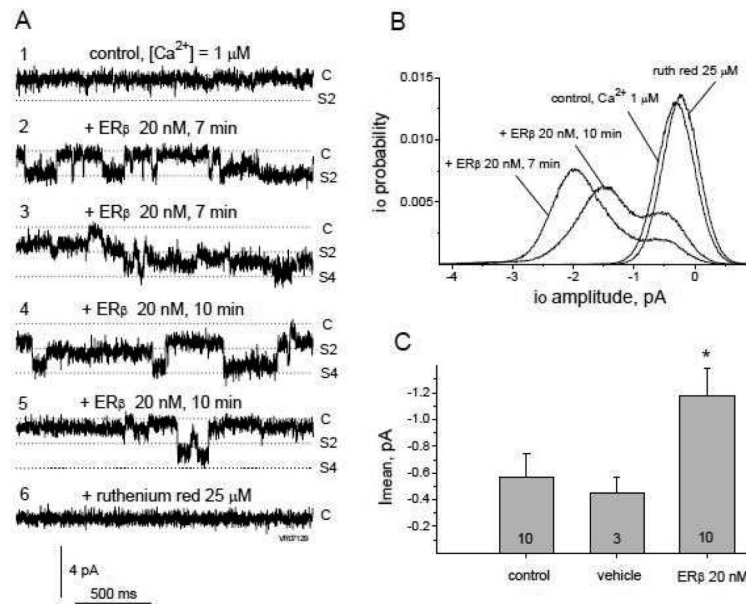 A
1 control, [Ca2+] = 1 μM
C
S2
2 + ERβ 20 nM, 7 min
C
S2
3 + ERβ 20 nM, 7 min
C
S2
S4
4 + ERβ 20 nM, 10 min
C
S2
S4
5 + ERβ 20 nM, 10 min
C
S2
S4
6 + ruthenium red 25 μM
C
4 pA
500 ms
B
ruth red 25 μM
control, Ca2+ 1 μM
+ ERβ 20 nM, 10 min
+ ERβ 20 nM, 7 min
io probability
0.015
0.010
0.005
-4 -3 -2 -1 0
io amplitude, pA
C
*
Imean, pA
-1.2
-1.0
-0.8
-0.6
-0.4
-0.2
10 3 10
control vehicle ERβ 20 nM